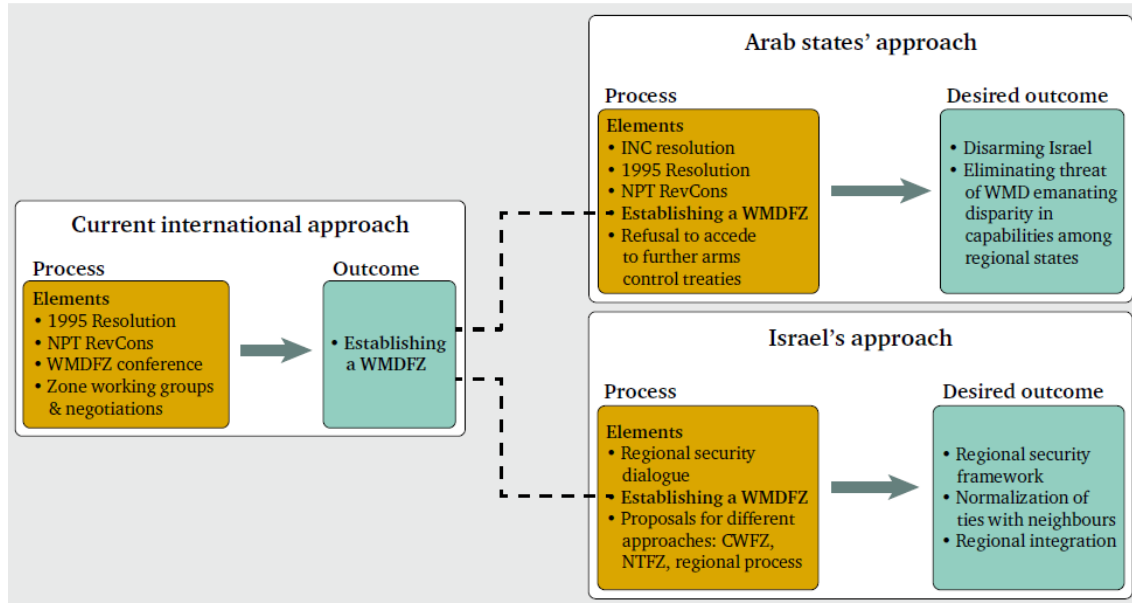 Current international approach
Process
Elements
• 1995 Resolution
• NPT RevCons
• WMDFZ conference
• Zone working groups
& negotiations
Outcome
• Establishing
a WMDFZ
Arab states’ approach
Process
Elements
• INC resolution
• 1995 Resolution
• NPT RevCons
• Establishing a WMDFZ
• Refusal to accede
to further arms
control treaties
Desired outcome
• Disarming Israel
• Eliminating threat
of WMD emanating
disparity in
capabilities among
regional states
Israel’s approach
Process
Elements
• Regional security
dialogue
• Establishing a WMDFZ
• Proposals for different
approaches: CWFZ,
NTFZ, regional process
Desired outcome
• Regional security
framework
• Normalization of
ties with neighbours
• Regional integration